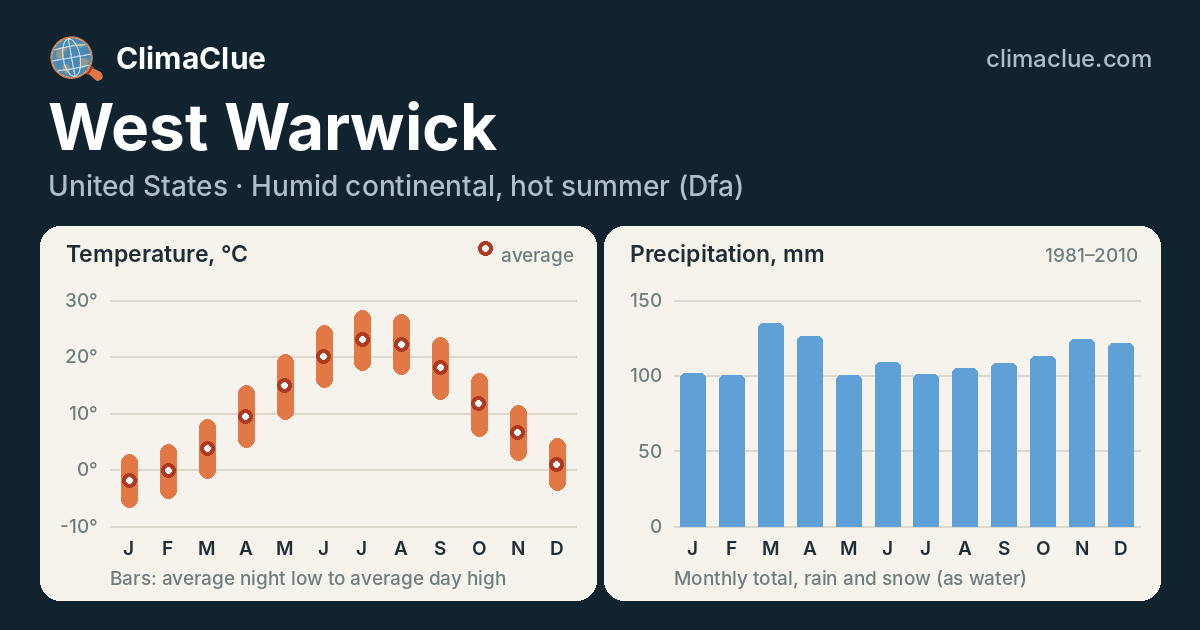 ClimaClue
climaclue.com
West Warwick
United States · Humid continental, hot summer (Dfa)
Temperature, °C
average
30°
20°
10°
0°
-10°
J F M A M J J A S O N D
Bars: average night low to average day high
Precipitation, mm
1981–2010
150
100
50
0
J F M A M J J A S O N D
Monthly total, rain and snow (as water)